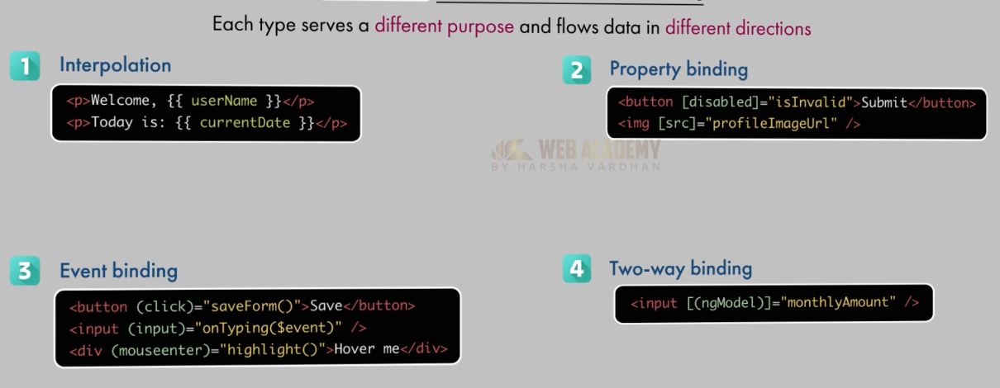 Each type serves a different purpose and flows data in different directions
1 Interpolation
<p>Welcome, {{ userName }}</p>
<p>Today is: {{ currentDate }}</p>
2 Property binding
<button [disabled]="isInvalid">Submit</button>
<img [src]="profileImageUrl" />
WEB ACADEMY
BY HARSHA VARDHAN
3 Event binding
<button (click)="saveForm()">Save</button>
<input (input)="onTyping($event)" />
<div (mouseenter)="highlight()">Hover me</div>
4 Two-way binding
<input [(ngModel)]="monthlyAmount" />